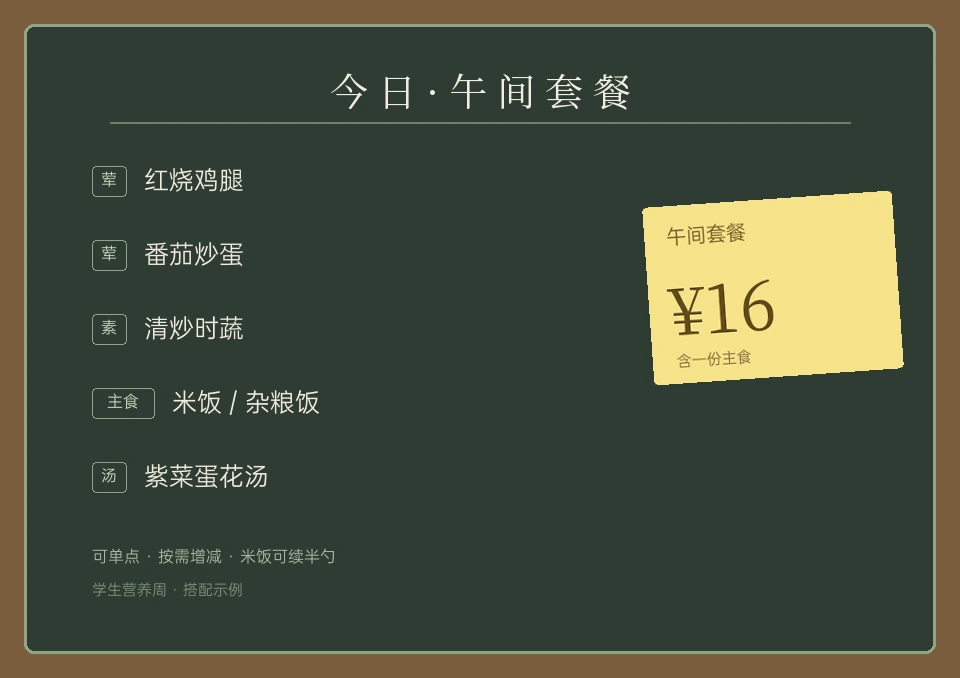 今日·午间套餐
荤 红烧鸡腿
荤 番茄炒蛋
素 清炒时蔬
主食 米饭 / 杂粮饭
汤 紫菜蛋花汤
午间套餐
¥16
含一份主食
可单点 · 按需增减 · 米饭可续半勺
学生营养周 · 搭配示例